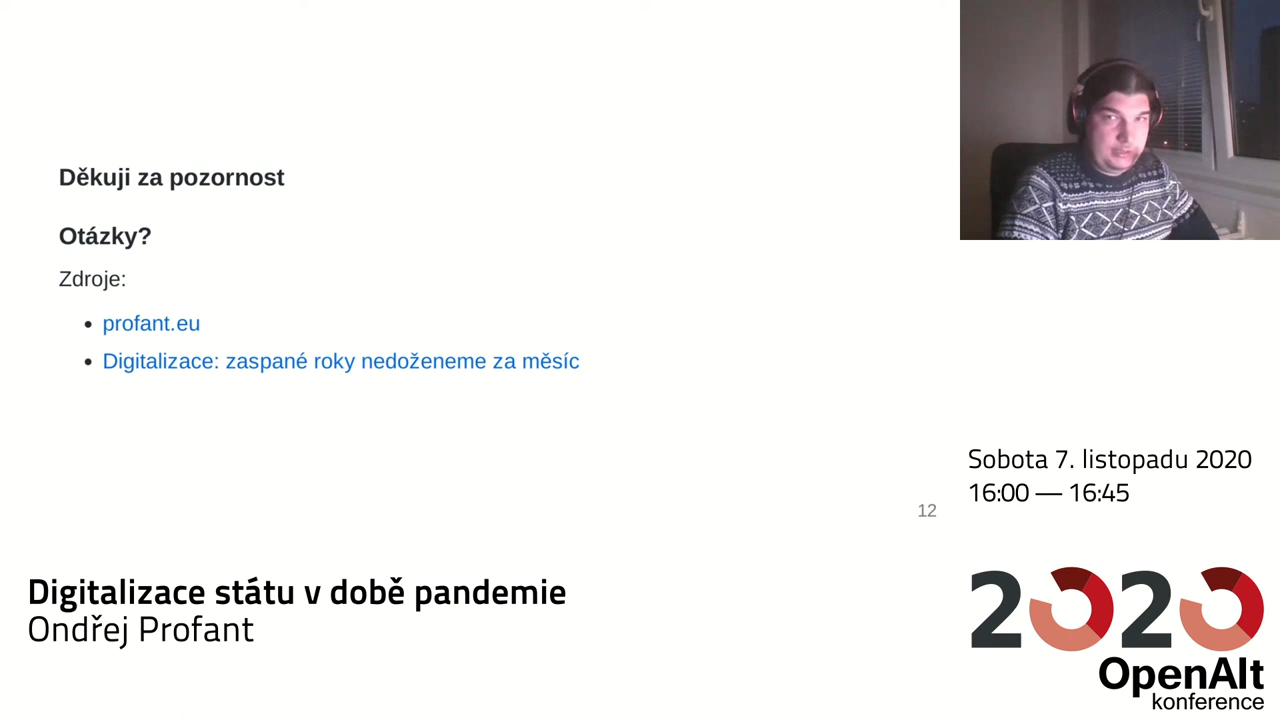 Děkuji za pozornost
Otázky?
Zdroje:
profant.eu
Digitalizace: zaspané roky nedoženeme za měsíc
12
Sobota 7. listopadu 2020
16:00 — 16:45
Digitalizace státu v době pandemie
Ondřej Profant
2020
OpenAlt
konference